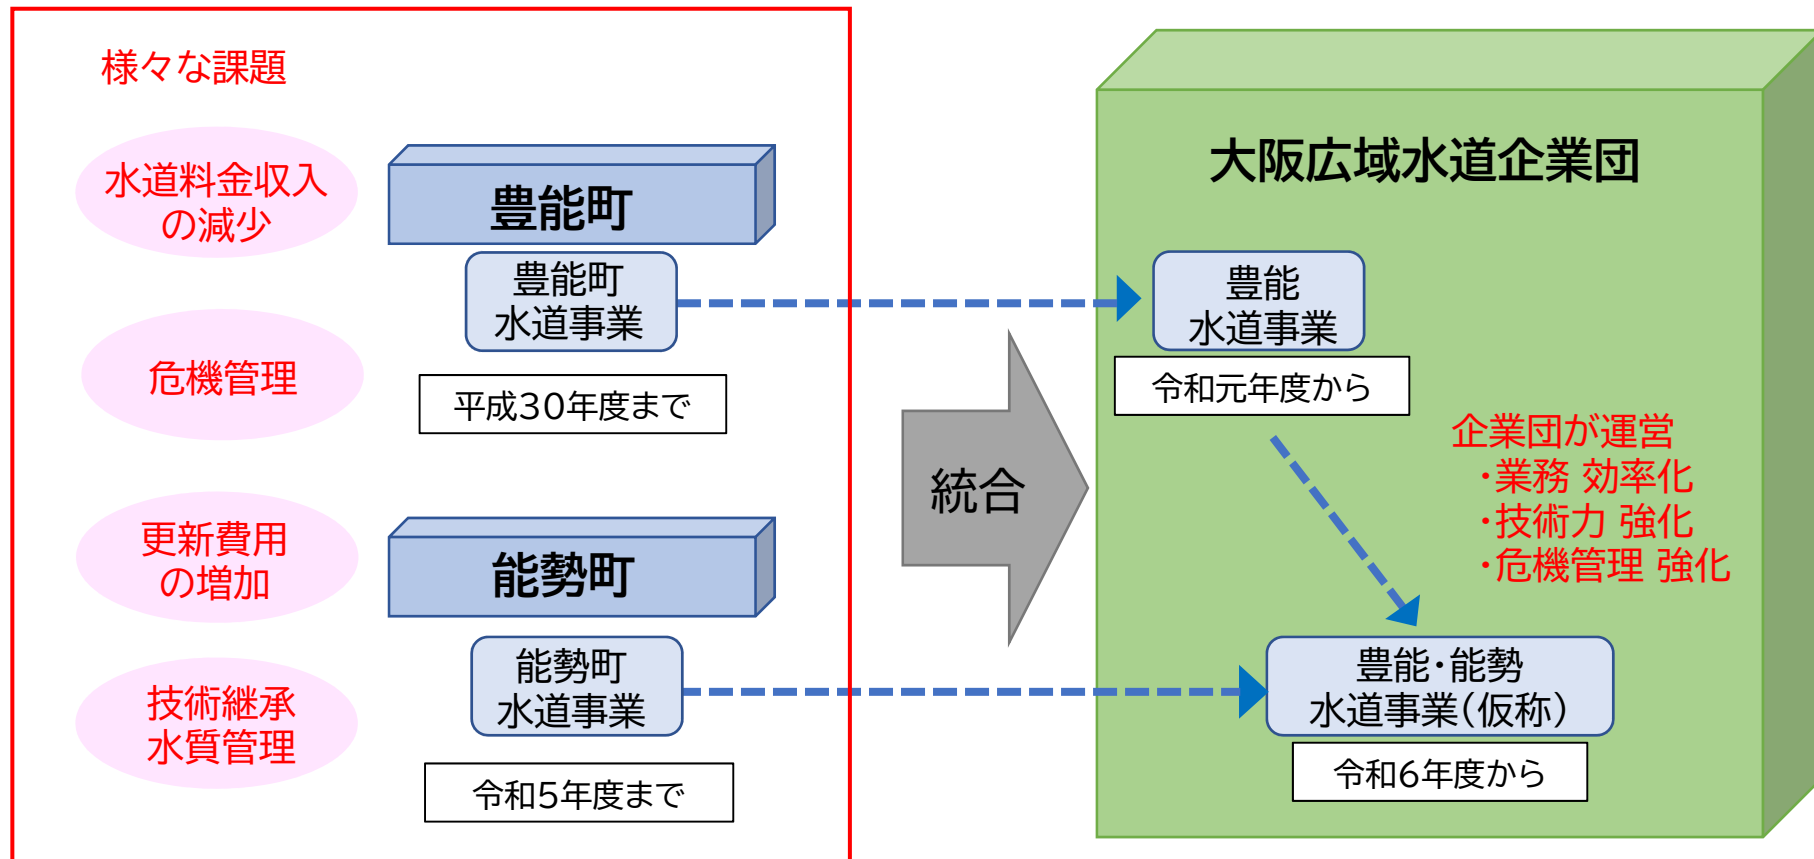 様々な課題
水道料金収入
の減少
危機管理
更新費用
の増加
技術継承
水質管理
豊能町
豊能町
水道事業
平成30年度まで
能勢町
能勢町
水道事業
令和5年度まで
統合
大阪広域水道企業団
豊能
水道事業
令和元年度から
企業団が運営
・業務 効率化
・技術力 強化
・危機管理 強化
豊能・能勢
水道事業(仮称)
令和6年度から